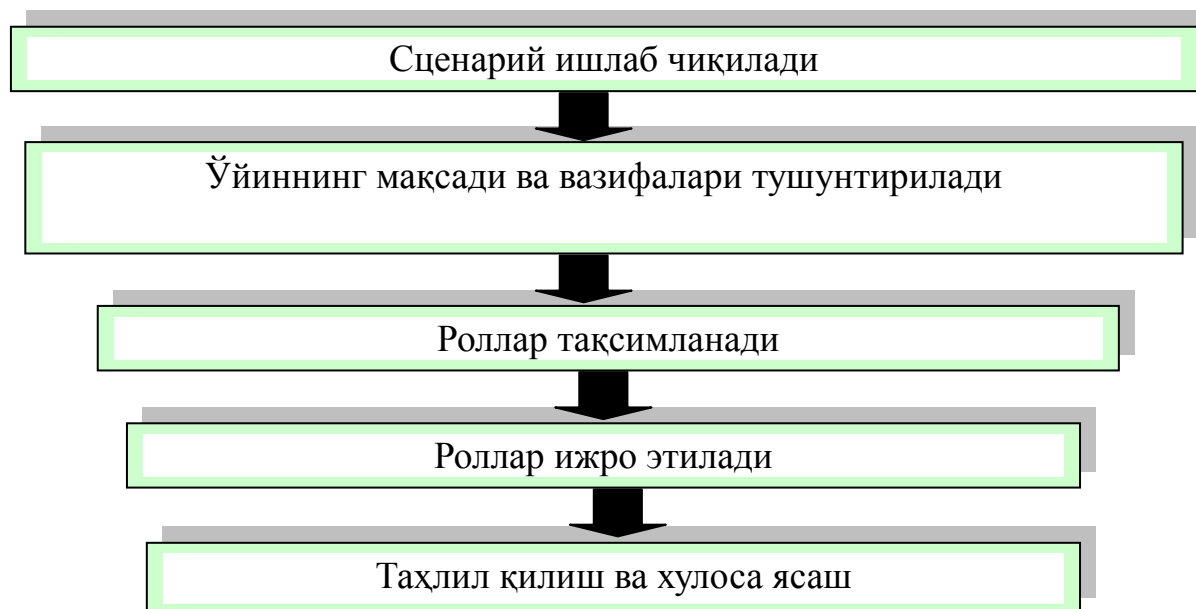 Сценарий ишлаб чиқилади
Ўйиннинг мақсади ва вазифалари тушунтирилади
Роллар тақсимланади
Роллар ижро этилади
Таҳлил қилиш ва хулоса ясаш